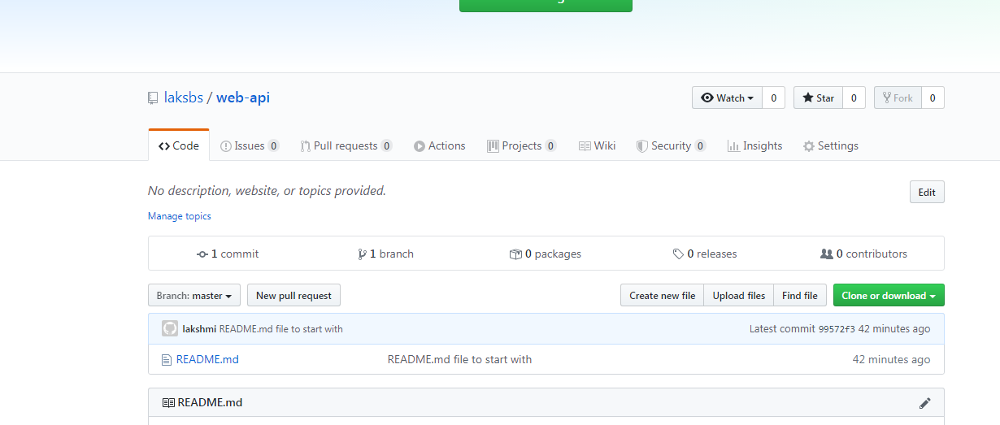 laksbs / web-api
Watch 0 Star 0 Fork 0
Code Issues 0 Pull requests 0 Actions Projects 0 Wiki Security 0 Insights Settings
No description, website, or topics provided.
Edit
Manage topics
1 commit 1 branch 0 packages 0 releases 0 contributors
Branch: master New pull request Create new file Upload files Find file Clone or download
lakshmi README.md file to start with Latest commit 99572f3 42 minutes ago
README.md README.md file to start with 42 minutes ago
README.md